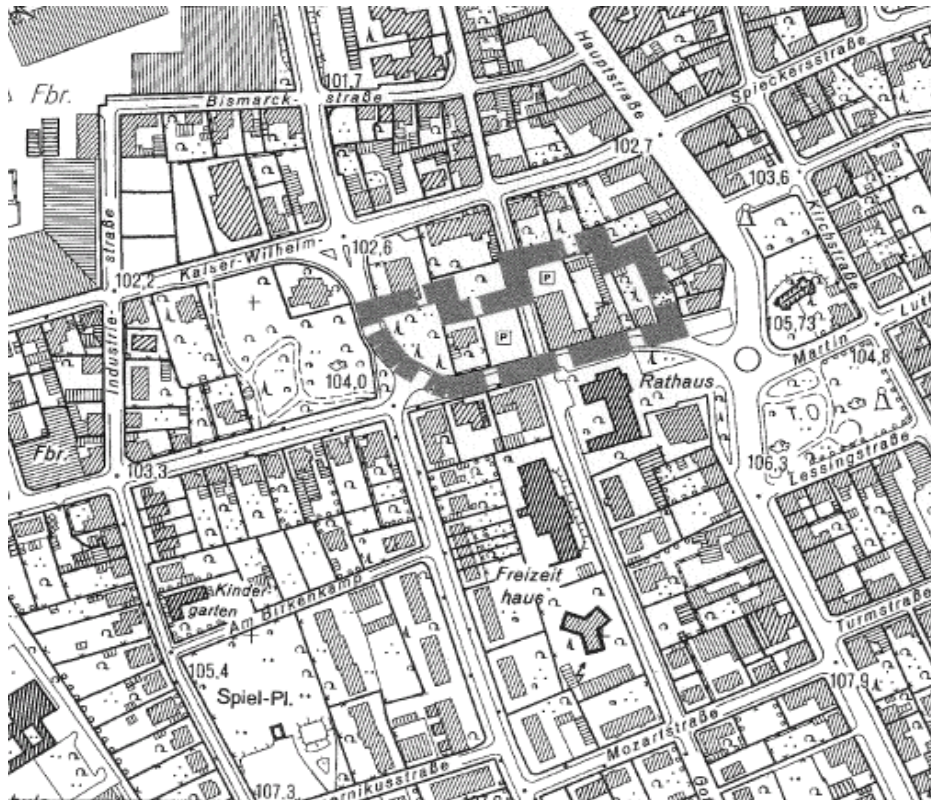 Fbr.
101,7
Bismarck-
straße
Hauptstraße
Spieckersstraße
102,7
103,6
Kirchstraße
Industrie-
straße
Kaiser-Wilhelm-
102,6
102,2
P
P
105,73
Martin
104,8
104,0
Rathaus
T.O
106,3
Lessingstraße
Fbr.
103,3
Kinder-
garten
Am Birkenkamp
Freizeit
haus
Turmstraße
105,4
Spiel-Pl.
107,9
Mozartstraße
107,3